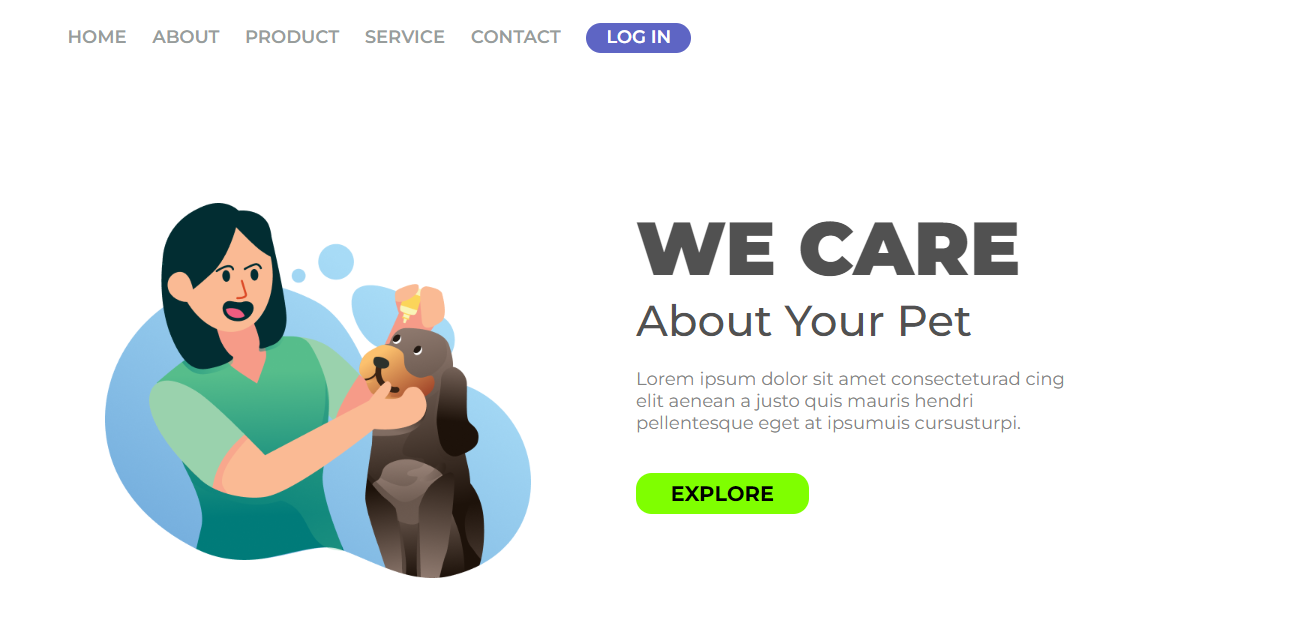 HOME ABOUT PRODUCT SERVICE CONTACT LOG IN
WE CARE
About Your Pet
Lorem ipsum dolor sit amet consecteturad cing
elit aenean a justo quis mauris hendri
pellentesque eget at ipsumuis cursusturpi.
EXPLORE